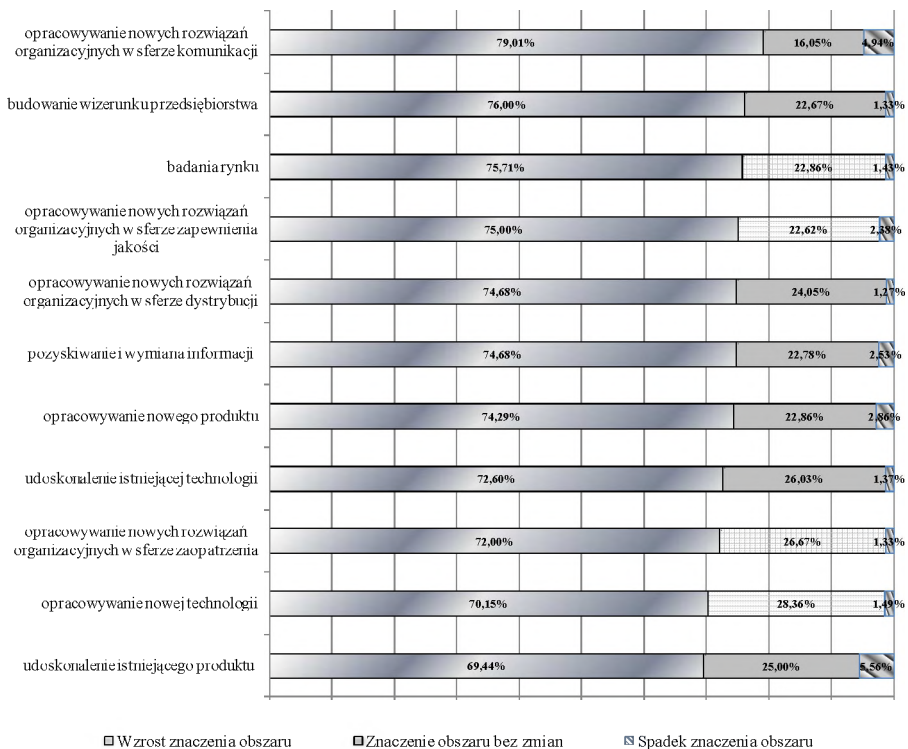 opracowywanie nowych rozwiązań
organizacyjnych w sferze komunikacji
79,01% 16,05% 4,94%
budowanie wizerunku przedsiębiorstwa
76,00% 22,67% 1,33%
badania rynku
75,71% 22,86% 1,43%
opracowywanie nowych rozwiązań
organizacyjnych w sferze zapewnienia
jakości
75,00% 22,62% 2,38%
opracowywanie nowych rozwiązań
organizacyjnych w sferze dystrybucji
74,68% 24,05% 1,27%
pozyskiwanie i wymiana informacji
74,68% 22,78% 2,53%
opracowywanie nowego produktu
74,29% 22,86% 2,86%
udoskonalenie istniejącej technologii
72,60% 26,03% 1,37%
opracowywanie nowych rozwiązań
organizacyjnych w sferze zaopatrzenia
72,00% 26,67% 1,33%
opracowywanie nowej technologii
70,15% 28,36% 1,49%
udoskonalenie istniejącego produktu
69,44% 25,00% 5,56%
Wzrost znaczenia obszaru Znaczenie obszaru bez zmian Spadek znaczenia obszaru